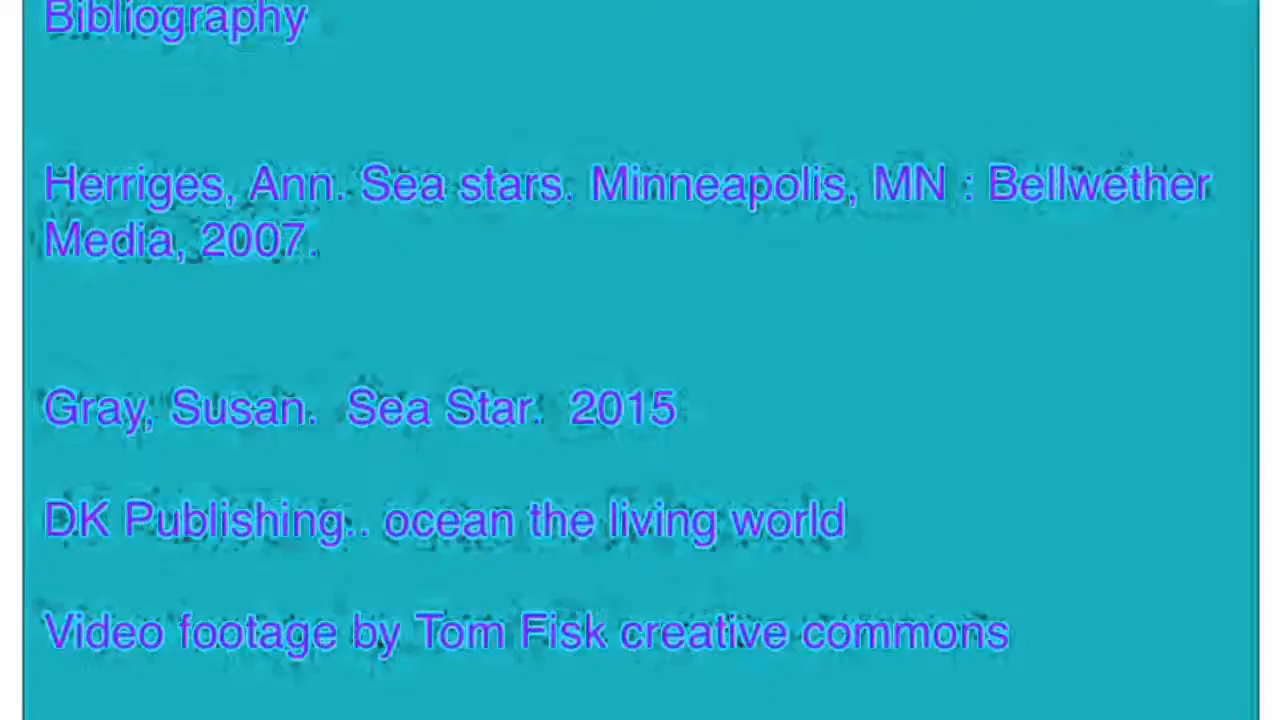 Bibliography
Herriges, Ann. Sea stars. Minneapolis, MN : Bellwether
Media, 2007.
Gray, Susan.  Sea Star.  2015
DK Publishing.. ocean the living world
Video footage by Tom Fisk creative commons